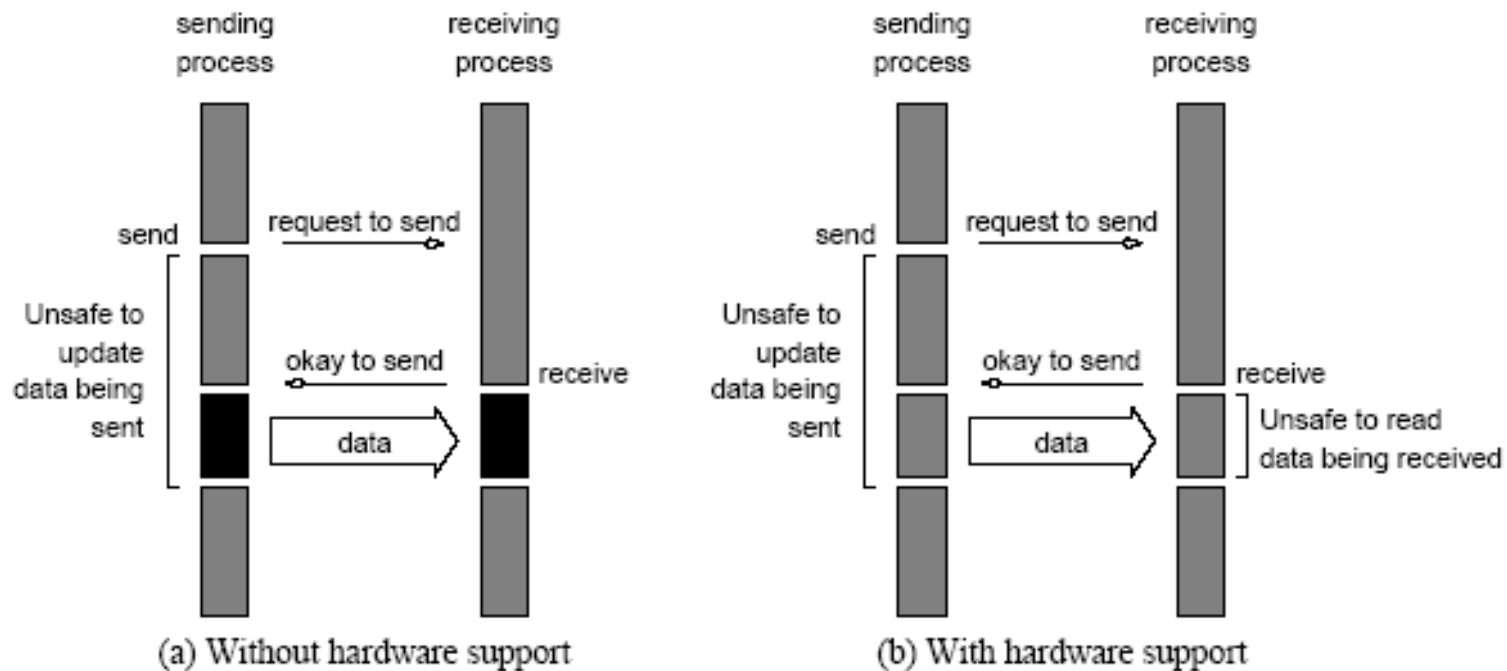 sending
process
receiving
process
send
request to send
Unsafe to
update
data being
sent
okay to send
receive
data
(a) Without hardware support
sending
process
receiving
process
send
request to send
Unsafe to
update
data being
sent
okay to send
receive
data
Unsafe to read
data being received
(b) With hardware support